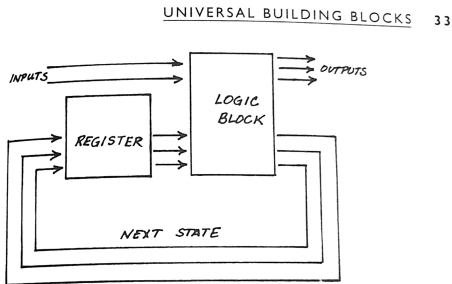 UNIVERSAL BUILDING BLOCKS 33
INPUTS
OUTPUTS
LOGIC
BLOCK
REGISTER
NEXT STATE